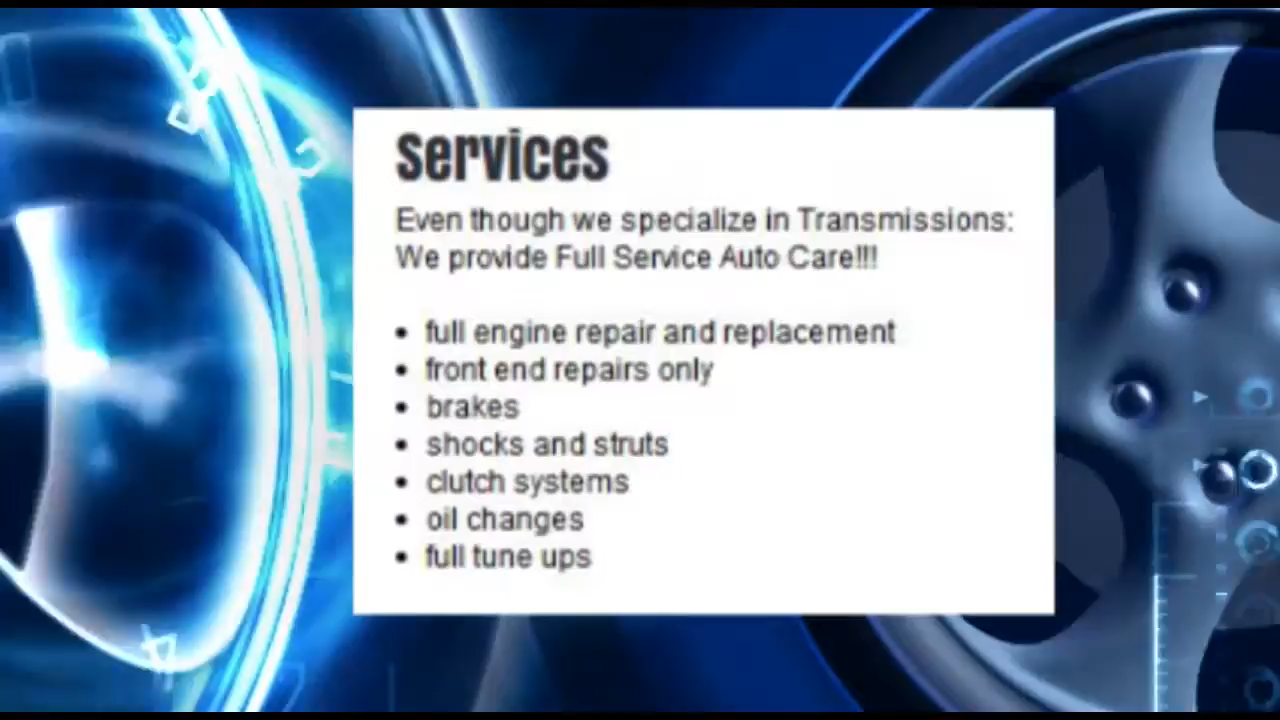 Services
Even though we specialize in Transmissions:
We provide Full Service Auto Care!!!
• full engine repair and replacement
• front end repairs only
• brakes
• shocks and struts
• clutch systems
• oil changes
• full tune ups